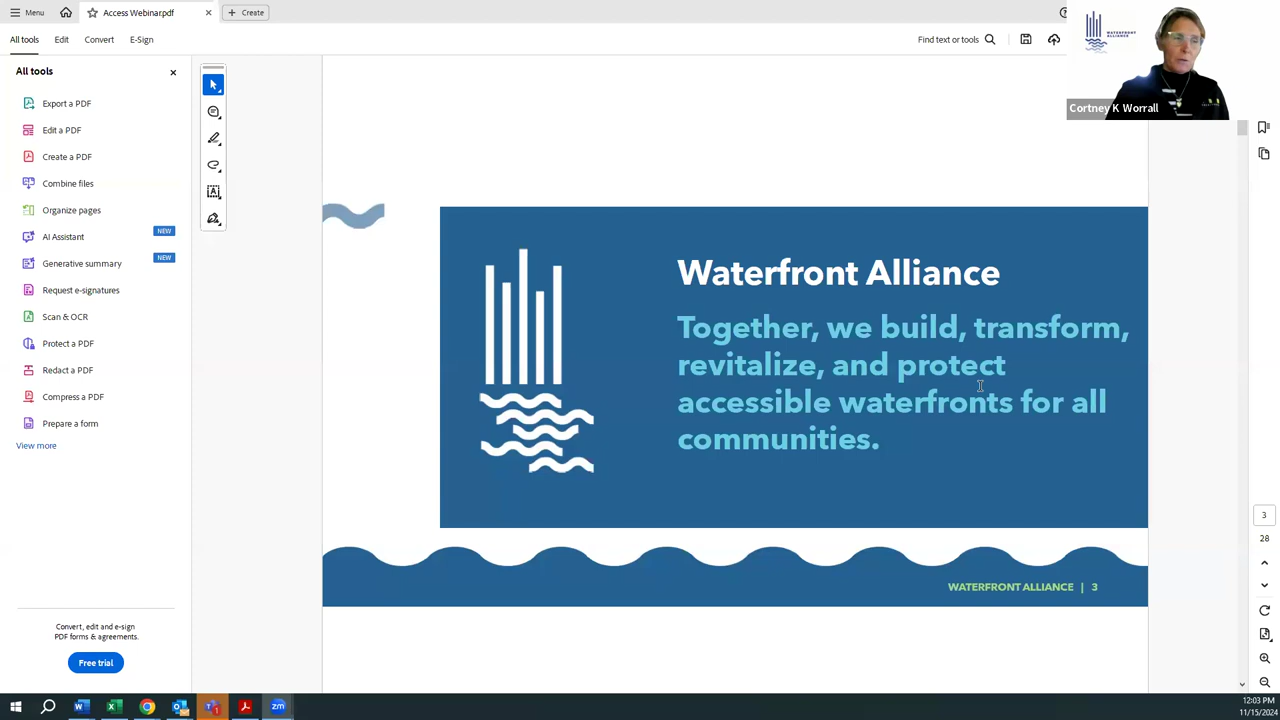 Menu
Access Webinar.pdf
Create
All tools
Edit
Convert
E-Sign
Find text or tools
WATERFRONT
ALLIANCE
Cortney K Worrall
All tools
Export a PDF
Edit a PDF
Create a PDF
Combine files
Organize pages
AI Assistant
NEW
Generative summary
NEW
Request e-signatures
Scan & OCR
Protect a PDF
Redact a PDF
Compress a PDF
Prepare a form
View more
Convert, edit and e-sign
PDF forms & agreements.
Free trial
Waterfront Alliance
Together, we build, transform,
revitalize, and protect
accessible waterfronts for all
communities.
WATERFRONT ALLIANCE | 3
3
28
12:03 PM
11/15/2024